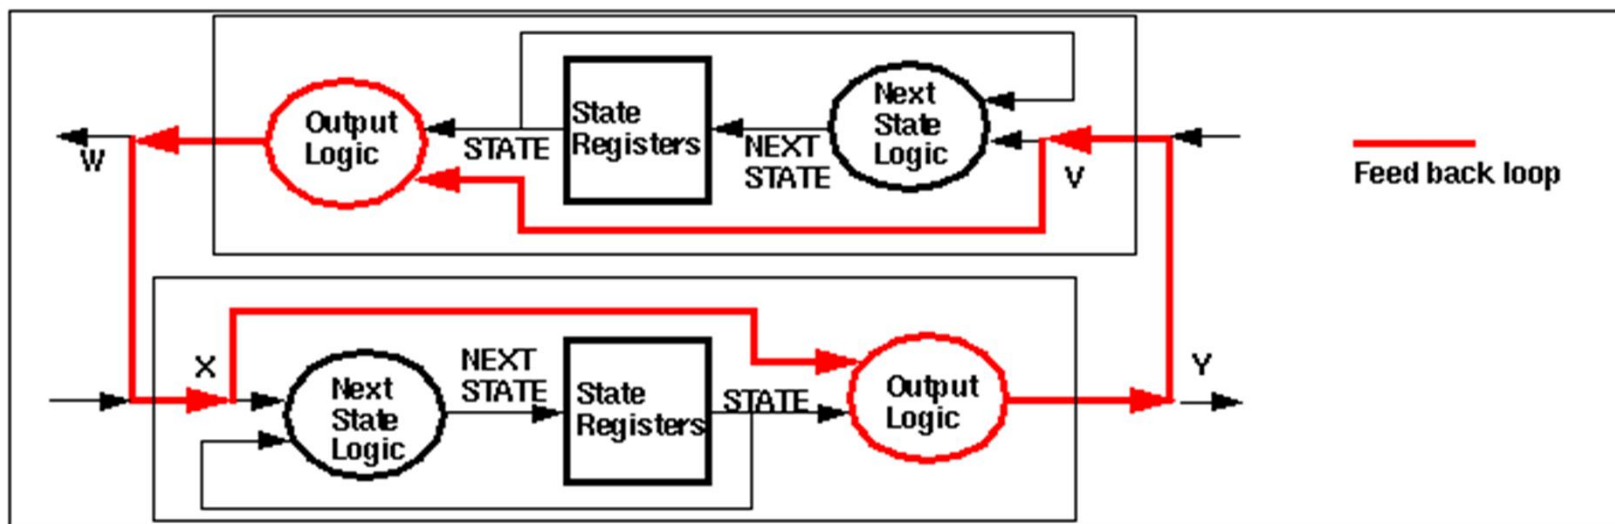 Output
Logic
W
STATE
State
Registers
NEXT
STATE
Next
State
Logic
V
Feed back loop
X
Next
State
Logic
NEXT
STATE
State
Registers
STATE
Output
Logic
Y